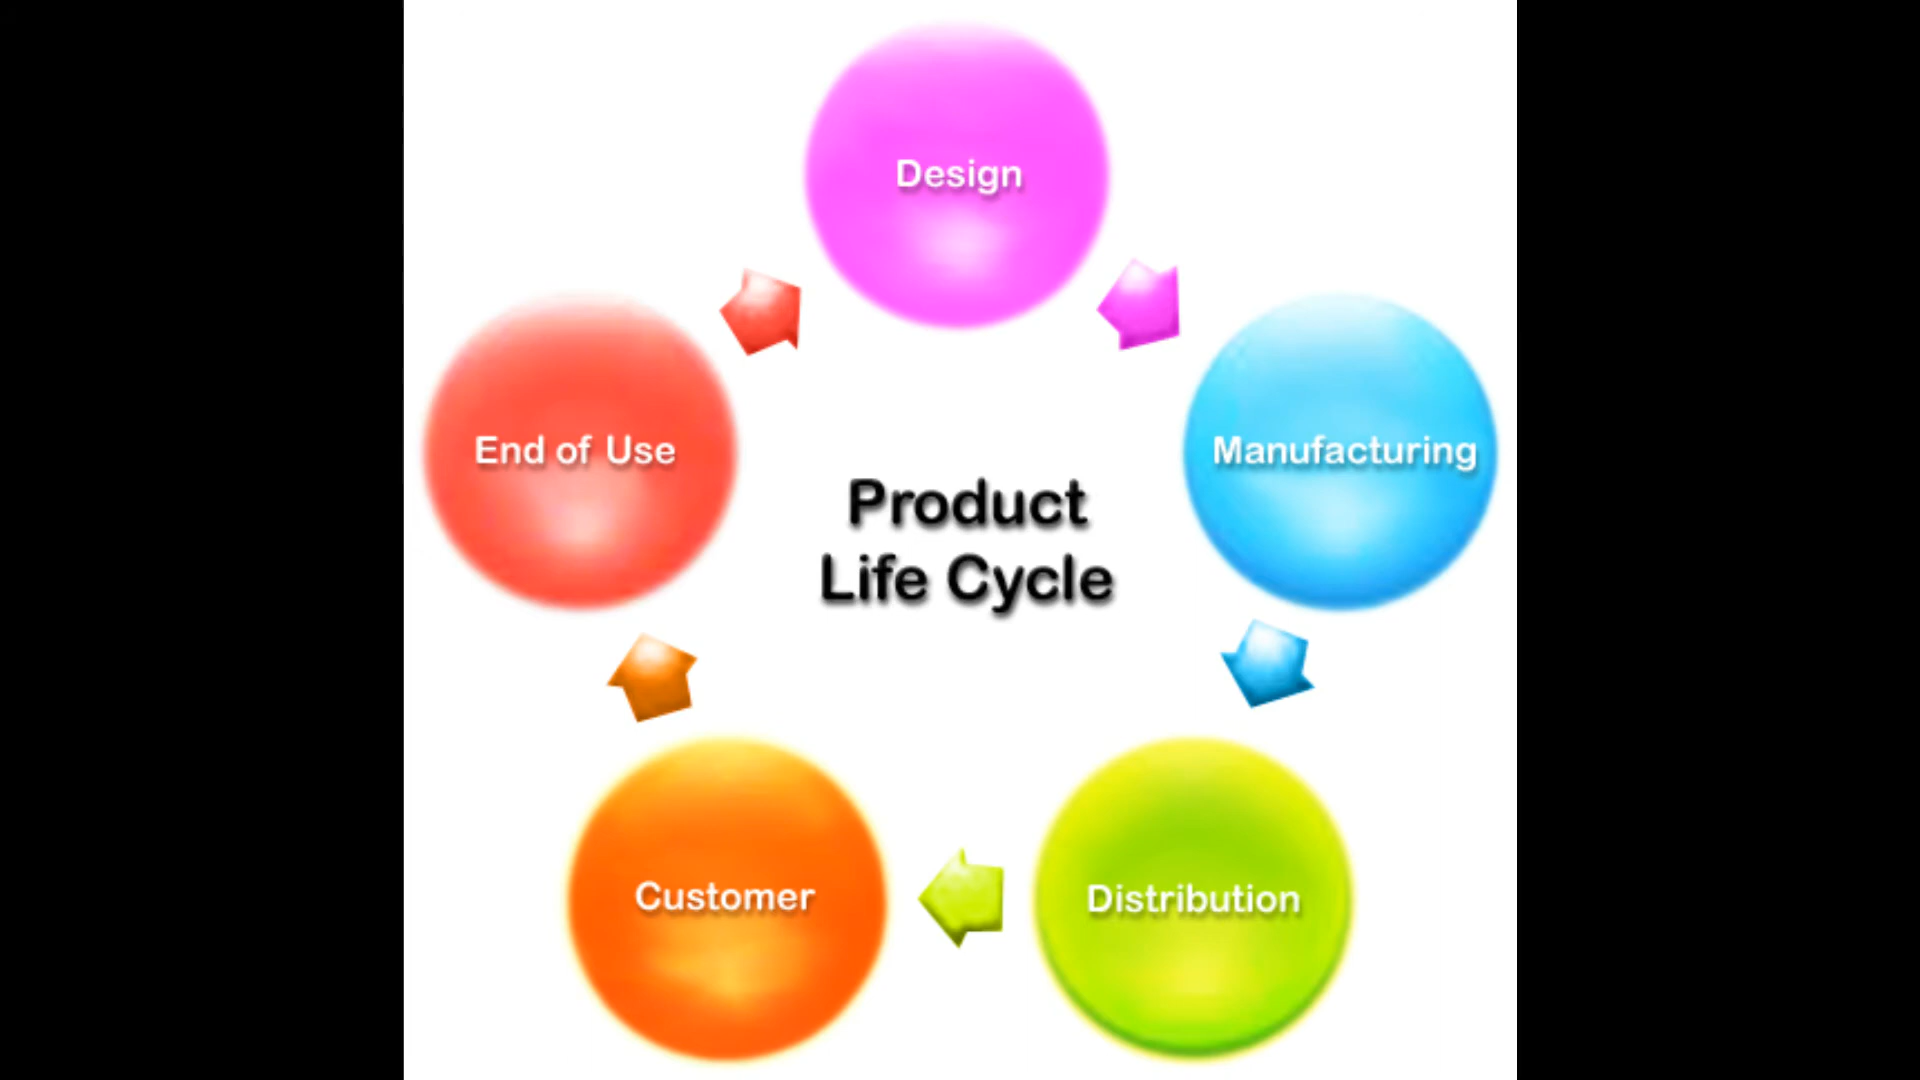 Design
End of Use
Manufacturing
Product
Life Cycle
Customer
Distribution